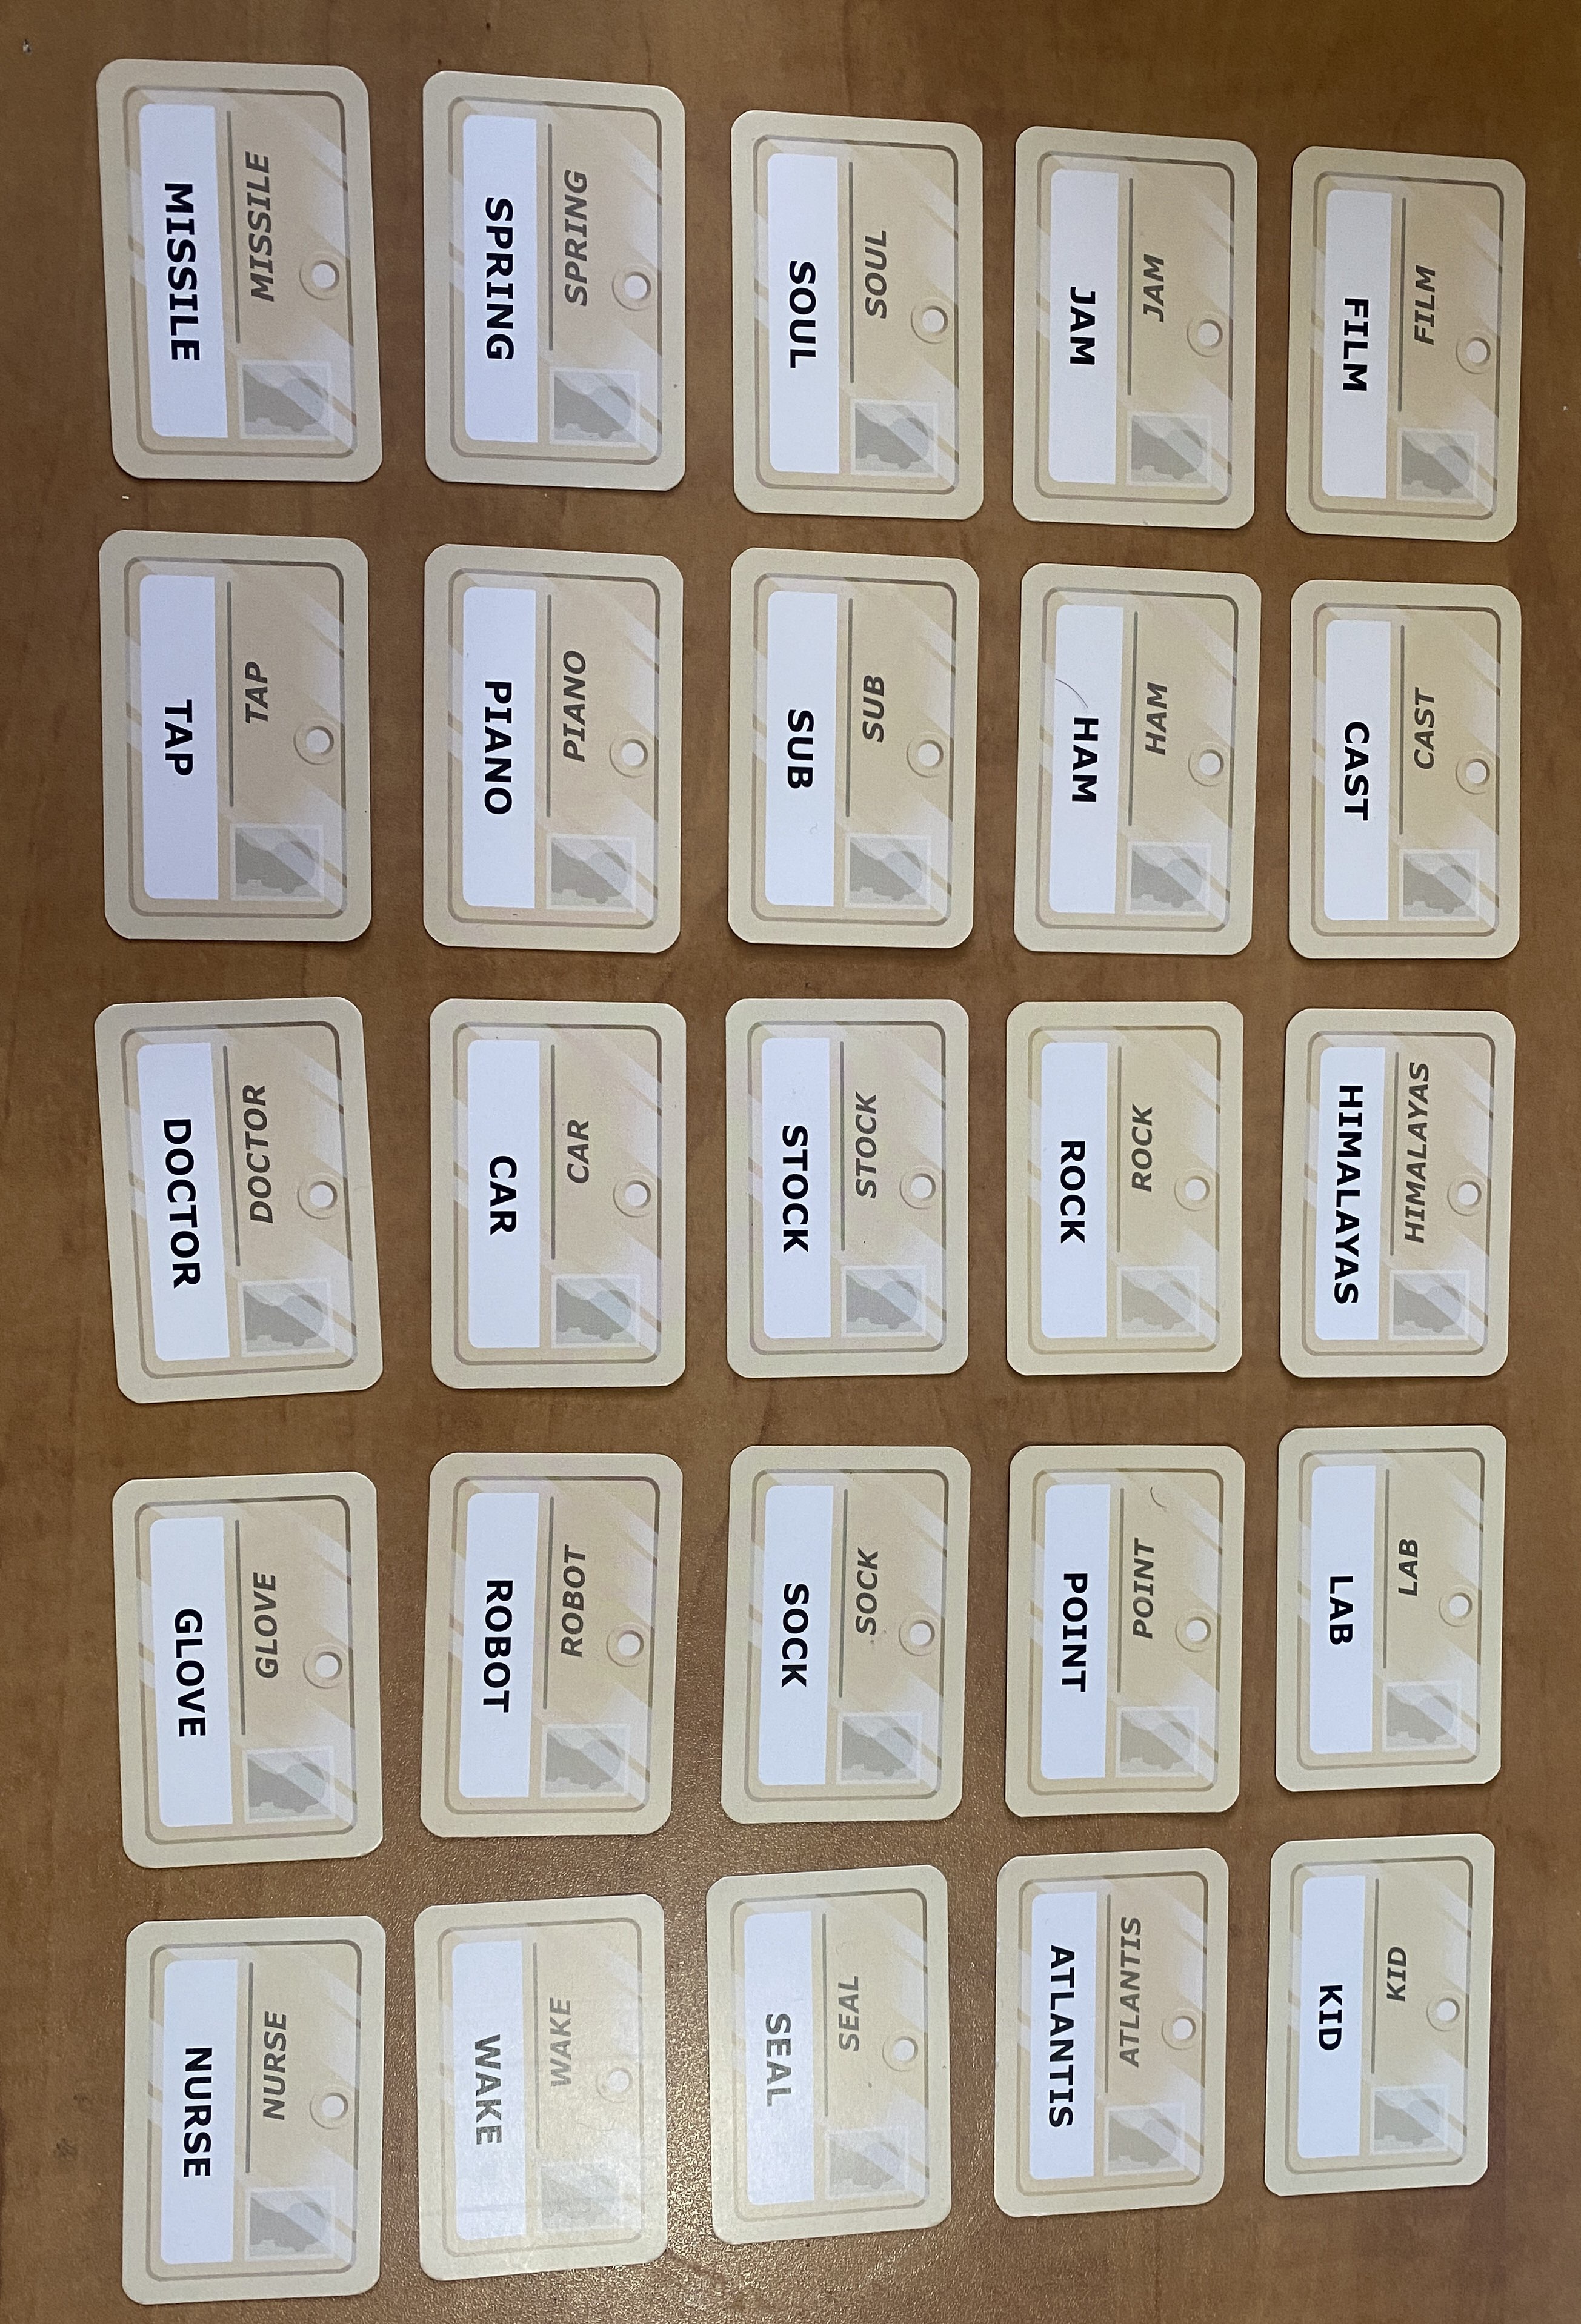 FILM
FILM
CAST
CAST
HIMALAYAS
HIMALAYAS
LAB
LAB
KID
KID
JAM
JAM
HAM
HAM
ROCK
ROCK
POINT
POINT
ATLANTIS
ATLANTIS
SOUL
SOUL
SUB
SUB
STOCK
STOCK
SOCK
SOCK
SEAL
SEAL
SPRING
SPRING
PIANO
PIANO
CAR
CAR
ROBOT
ROBOT
WAKE
WAKE
MISSILE
MISSILE
TAP
TAP
DOCTOR
DOCTOR
GLOVE
GLOVE
NURSE
NURSE